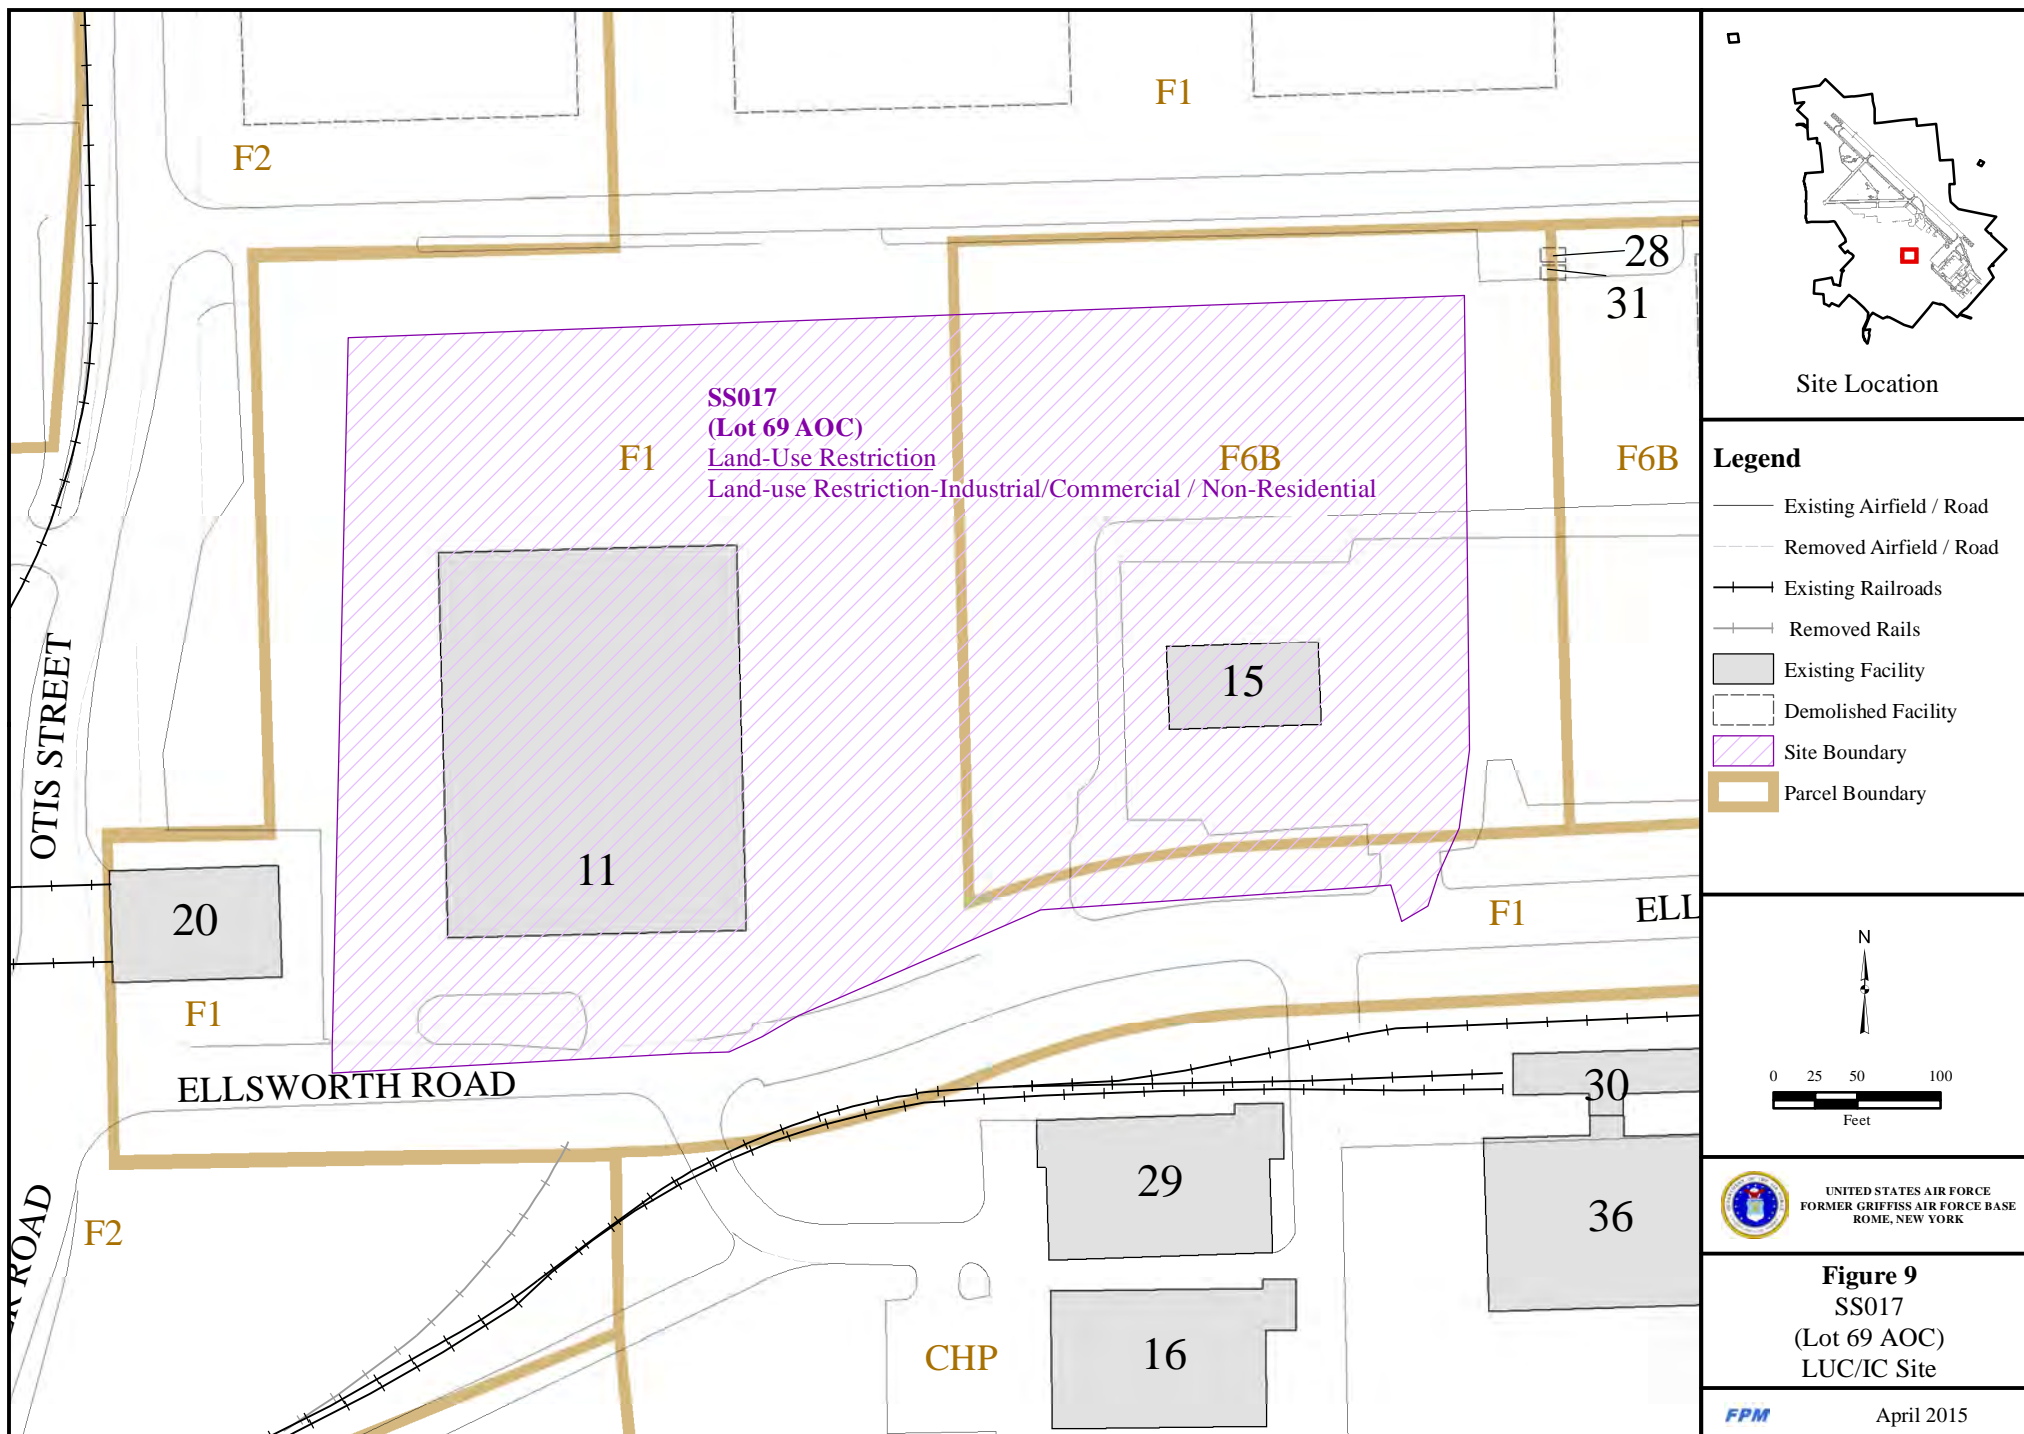 F1
F2
28
31
SS017
(Lot 69 AOC)
Land-Use Restriction
Land-use Restriction-Industrial/Commercial / Non-Residential
F1
F6B
F6B
15
OTIS STREET
11
20
F1
F1
ELL
ELLSWORTH ROAD
30
29
36
F2
ROAD
CHP
16
Site Location
Legend
Existing Airfield / Road
Removed Airfield / Road
Existing Railroads
Removed Rails
Existing Facility
Demolished Facility
Site Boundary
Parcel Boundary
N
0 25 50 100
Feet
UNITED STATES AIR FORCE
FORMER GRIFFISS AIR FORCE BASE
ROME, NEW YORK
Figure 9
SS017
(Lot 69 AOC)
LUC/IC Site
FPM
April 2015